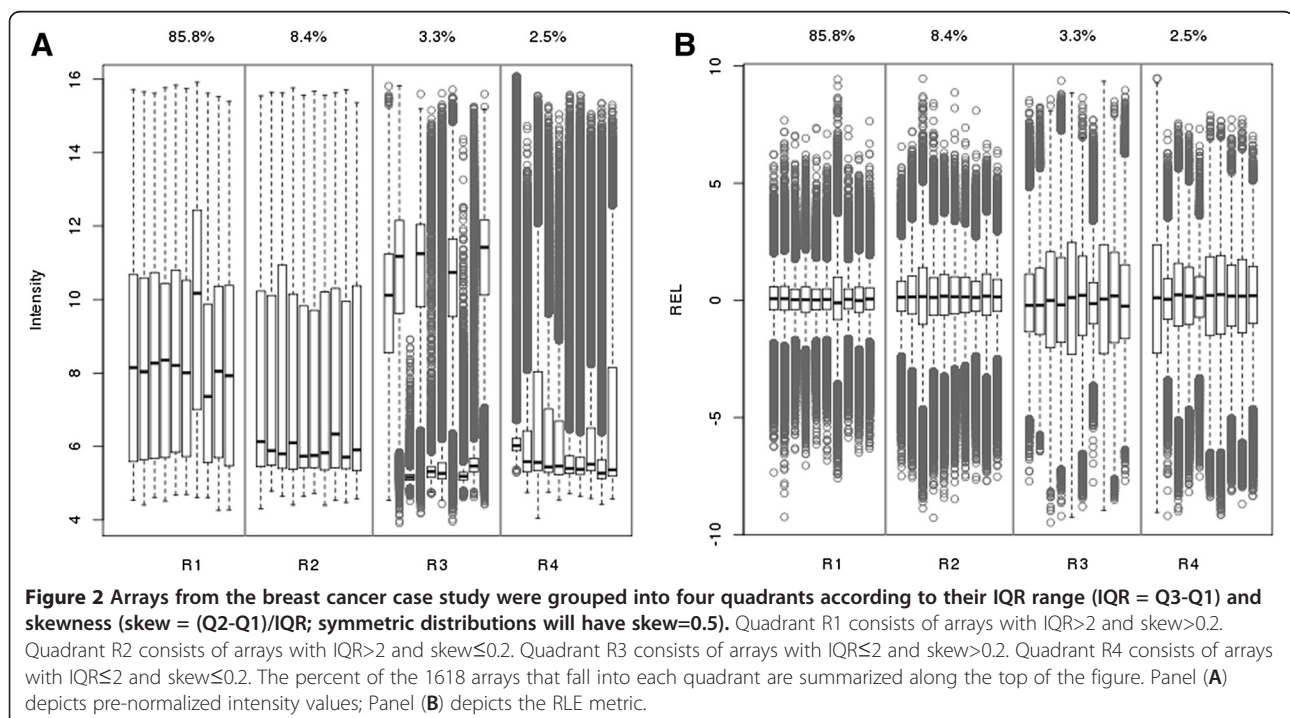 A
85.8%
8.4%
3.3%
2.5%
16
14
12
10
8
6
4
Intensity
R1
R2
R3
R4
B
85.8%
8.4%
3.3%
2.5%
10
5
0
-5
-10
REL
R1
R2
R3
R4
Figure 2 Arrays from the breast cancer case study were grouped into four quadrants according to their IQR range (IQR = Q3-Q1) and
skewness (skew = (Q2-Q1)/IQR; symmetric distributions will have skew=0.5). Quadrant R1 consists of arrays with IQR>2 and skew>0.2.
Quadrant R2 consists of arrays with IQR>2 and skew≤0.2. Quadrant R3 consists of arrays with IQR≤2 and skew>0.2. Quadrant R4 consists of arrays
with IQR≤2 and skew≤0.2. The percent of the 1618 arrays that fall into each quadrant are summarized along the top of the figure. Panel (A)
depicts pre-normalized intensity values; Panel (B) depicts the RLE metric.